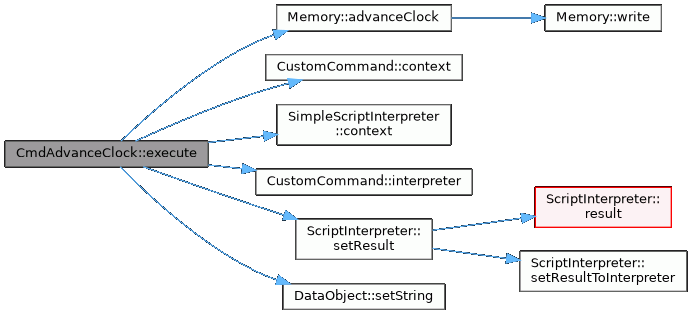 Memory::advanceClock
Memory::write
CustomCommand::context
SimpleScriptInterpreter
::context
CmdAdvanceClock::execute
CustomCommand::interpreter
ScriptInterpreter::
result
ScriptInterpreter::
setResult
ScriptInterpreter::
setResultToInterpreter
DataObject::setString